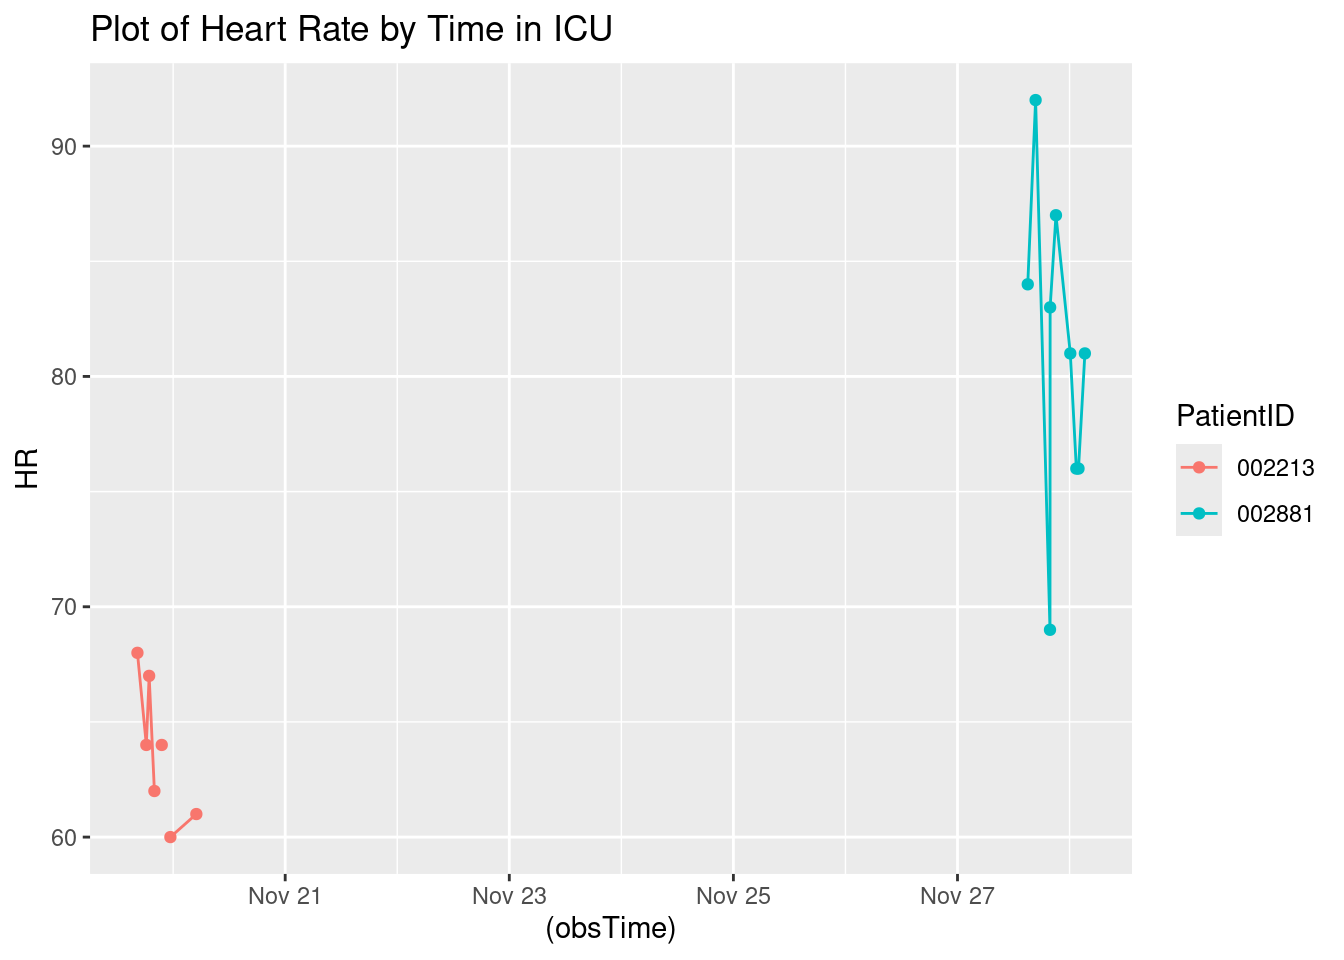 Plot of Heart Rate by Time in ICU
90
80
70
60
HR
Nov 21
Nov 23
Nov 25
Nov 27
(obsTime)
PatientID
002213
002881